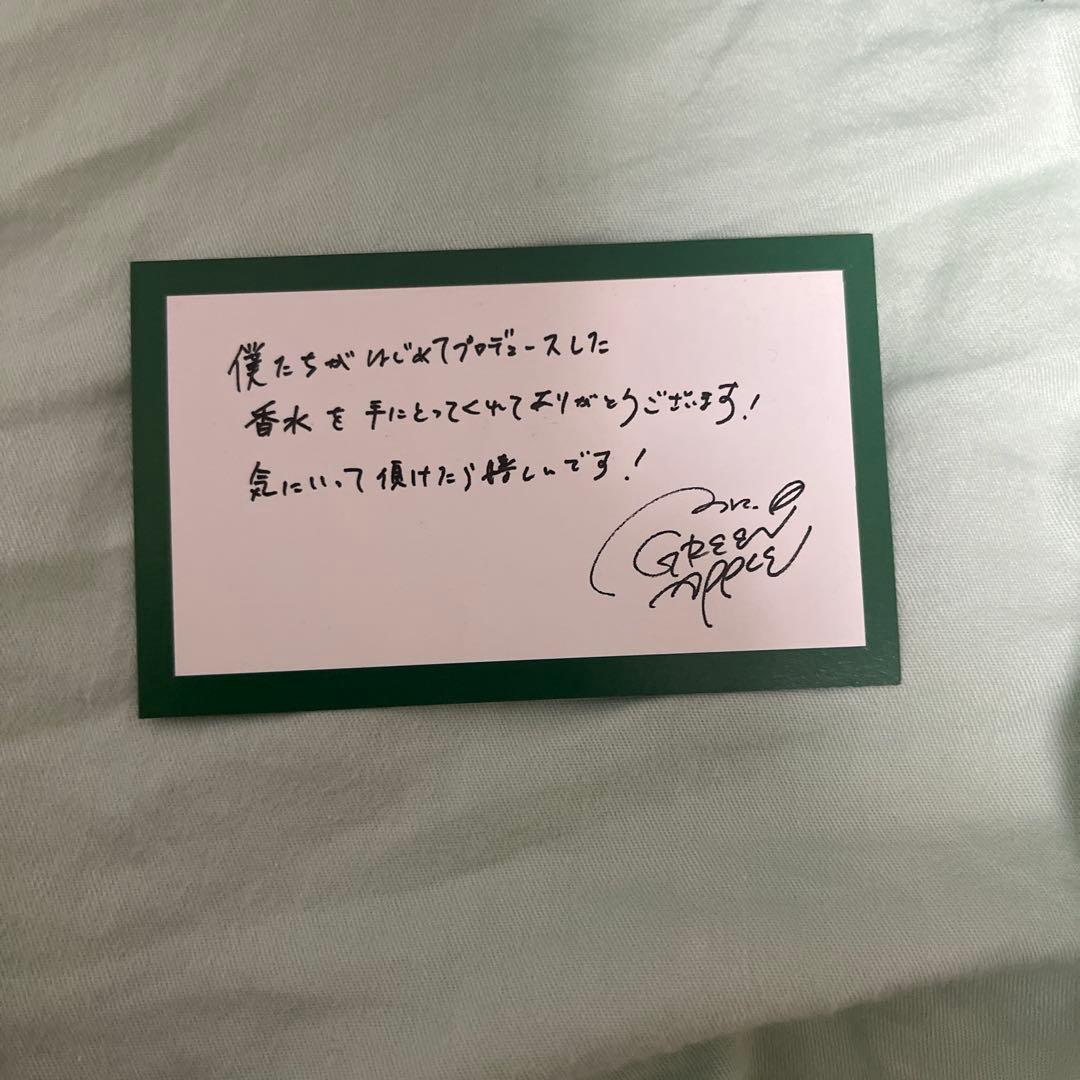 僕たちがはじめてプロデュースした
香水を手にとってくれてありがとうございます!
気にいって頂けたら嬉しいです!
Mr.
GREEN
APPLE